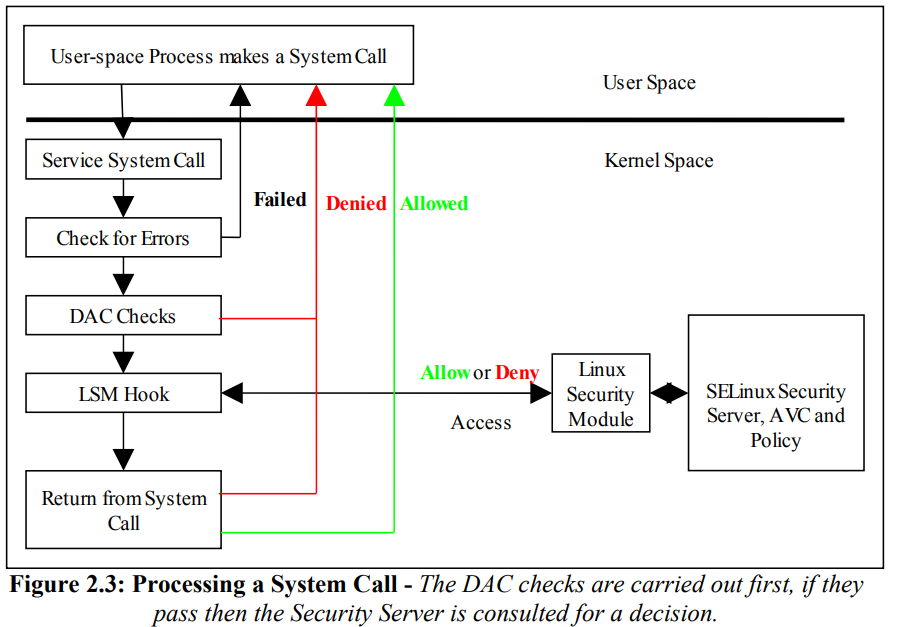 User-space Process makes a System Call
User Space
Service System Call
Kernel Space
Failed
Denied
Allowed
Check for Errors
DAC Checks
LSM Hook
Allow or Deny
Access
Linux
Security
Module
SELinux Security
Server, AVC and
Policy
Return from System
Call
Figure 2.3: Processing a System Call - The DAC checks are carried out first, if they
pass then the Security Server is consulted for a decision.